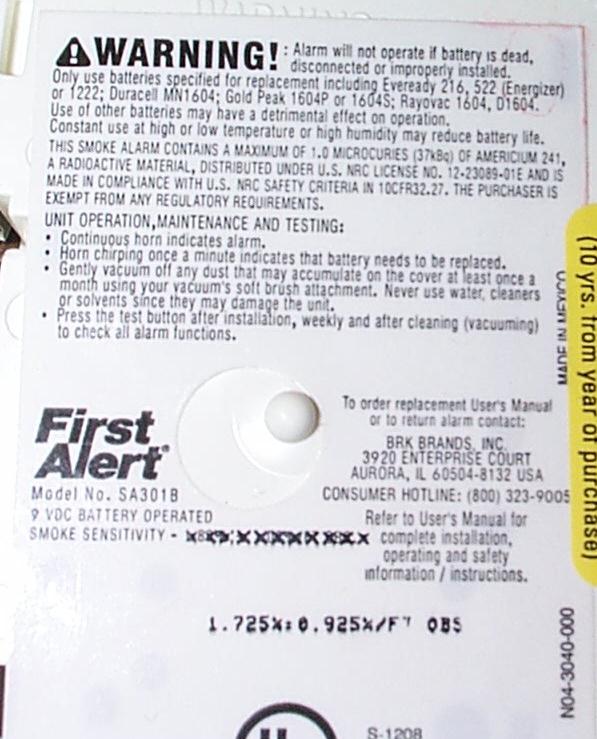 WARNING! : Alarm will not operate if battery is dead,
disconnected or improperly installed.
Only use batteries specified for replacement including Eveready 216, 522 (Energizer)
or 1222; Duracell MN1604; Gold Peak 1604P or 1604S; Rayovac 1604, D1604.
Use of other batteries may have a detrimental effect on operation.
Constant use at high or low temperature or high humidity may reduce battery life.
THIS SMOKE ALARM CONTAINS A MAXIMUM OF 1.0 MICROCURIES (37kBq) OF AMERICIUM 241,
A RADIOACTIVE MATERIAL, DISTRIBUTED UNDER U.S. NRC LICENSE NO. 12-23089-01E AND IS
MADE IN COMPLIANCE WITH U.S. NRC SAFETY CRITERIA IN 10CFR32.27. THE PURCHASER IS
EXEMPT FROM ANY REGULATORY REQUIREMENTS.
UNIT OPERATION,MAINTENANCE AND TESTING:
• Continuous horn indicates alarm.
• Horn chirping once a minute indicates that battery needs to be replaced.
• Gently vacuum off any dust that may accumulate on the cover at least once a
month using your vacuum's soft brush attachment. Never use water, cleaners
or solvents since they may damage the unit.
• Press the test button after installation, weekly and after cleaning (vacuuming)
to check all alarm functions.
MADE IN MEXICO
(10 yrs. from year of purchase)
First
Alert®
Model No. SA301B
9 VDC BATTERY OPERATED
SMOKE SENSITIVITY -
To order replacement User's Manual
or to return alarm contact:
BRK BRANDS, INC.
3920 ENTERPRISE COURT
AURORA, IL 60504-8132 USA
CONSUMER HOTLINE: (800) 323-9005
Refer to User's Manual for
complete installation,
operating and safety
information / instructions.
OBS
N04-3040-000
S-1208